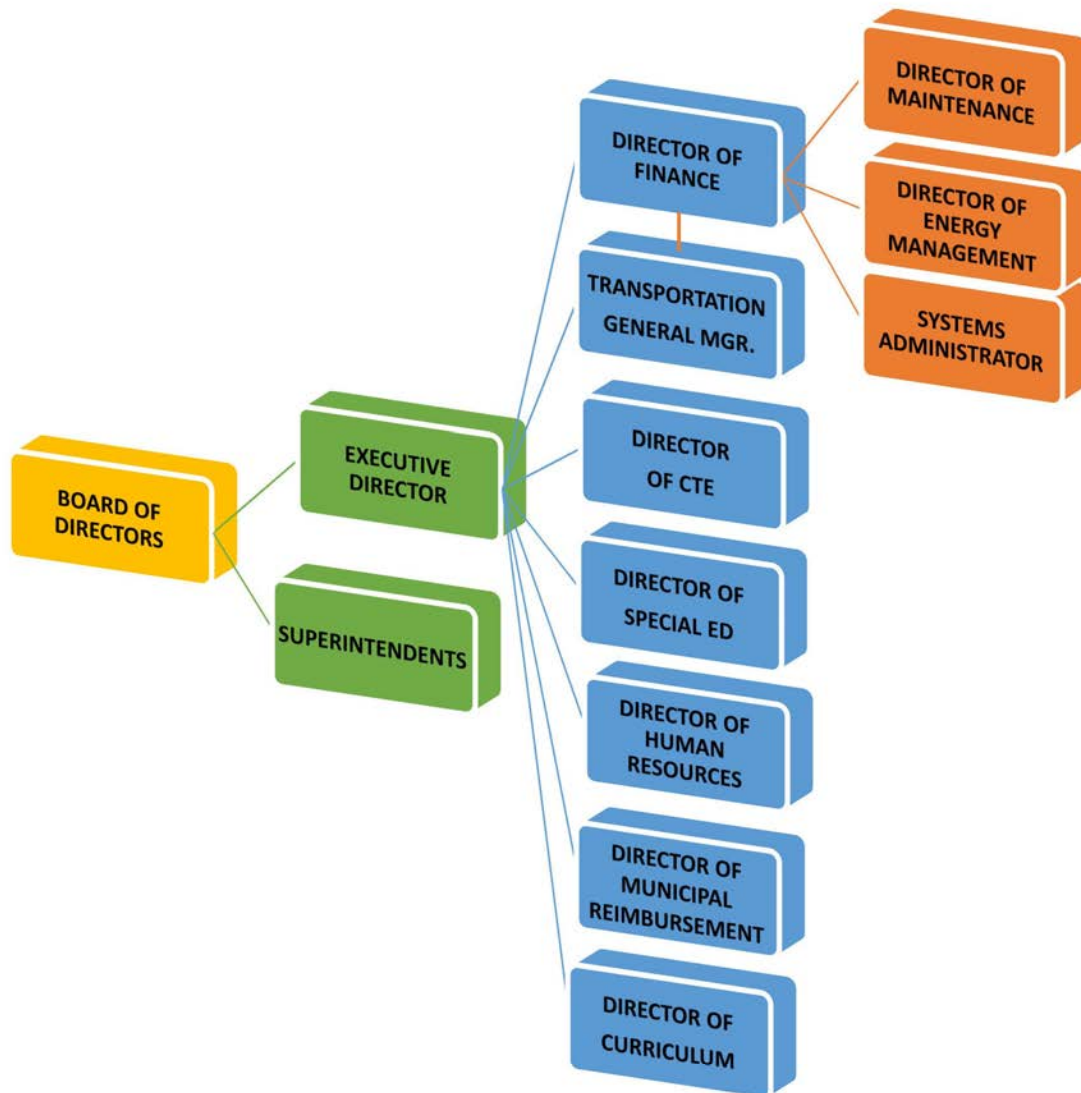 BOARD OF
DIRECTORS
EXECUTIVE
DIRECTOR
SUPERINTENDENTS
DIRECTOR OF
FINANCE
TRANSPORTATION
GENERAL MGR.
DIRECTOR
OF CTE
DIRECTOR OF
SPECIAL ED
DIRECTOR OF
HUMAN
RESOURCES
DIRECTOR OF
MUNICIPAL
REIMBURSEMENT
DIRECTOR OF
CURRICULUM
DIRECTOR OF
MAINTENANCE
DIRECTOR OF
ENERGY
MANAGEMENT
SYSTEMS
ADMINISTRATOR